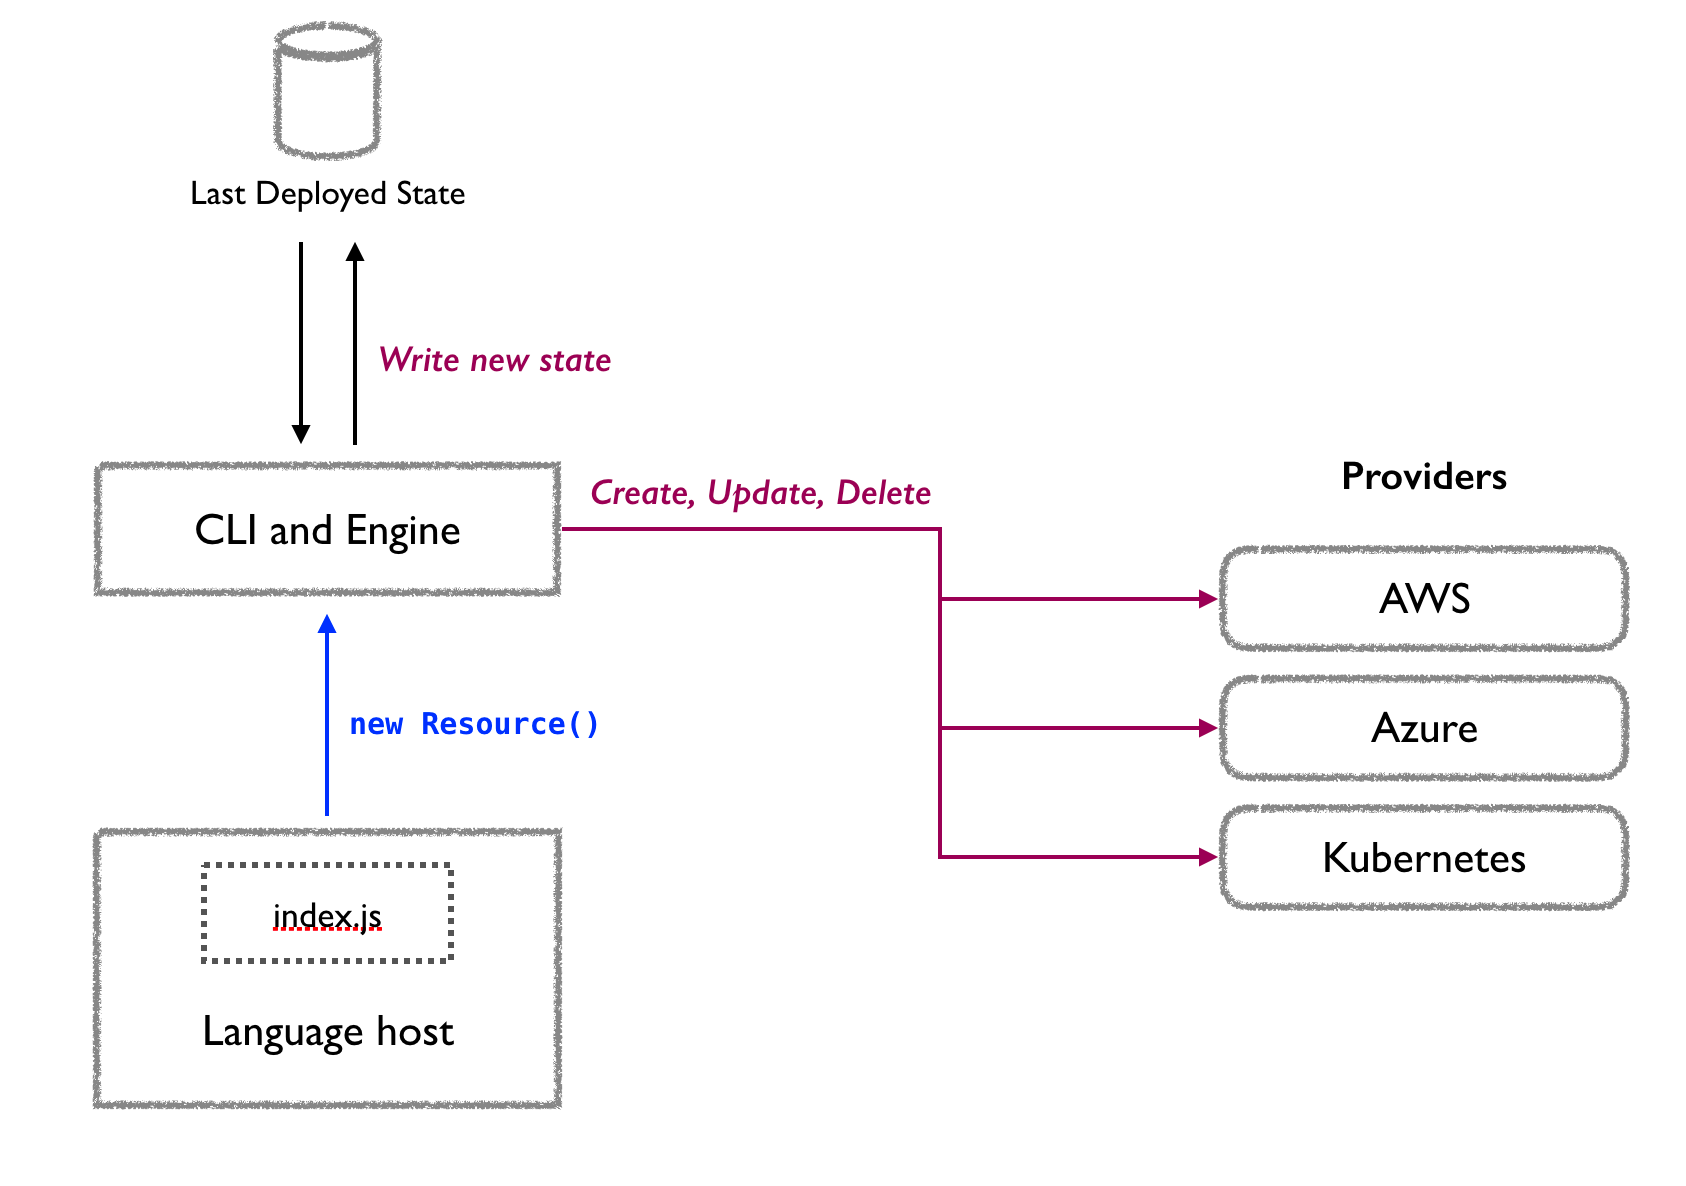 Last Deployed State
Write new state
CLI and Engine
Create, Update, Delete
new Resource()
index.js
Language host
Providers
AWS
Azure
Kubernetes